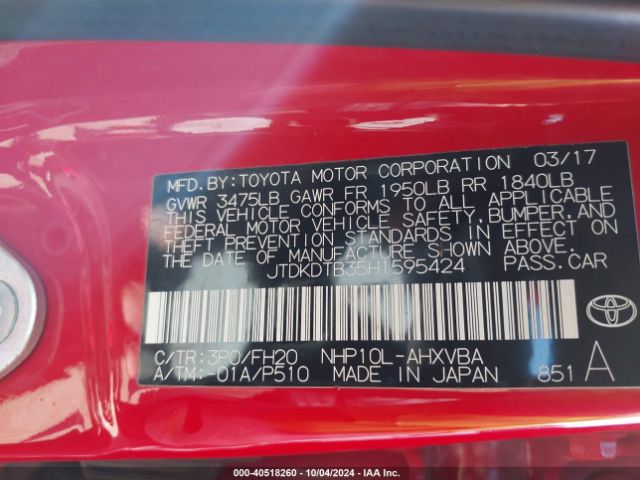 MFD.BY:TOYOTA MOTOR CORPORATION 03/17
GVWR 3475LB GAWR FR 1950LB RR 1840LB
THIS VEHICLE CONFORMS TO ALL APPLICABLE
FEDERAL MOTOR VEHICLE SAFETY,BUMPER,AND
THEFT PREVENTION STANDARDS IN EFFECT ON
THE DATE OF MANUFACTURE SHOWN ABOVE.
JTDKDTB35H1595424 PASS.CAR
C/TR:3P0/FH20 NHP10L-AHXVBA
A/TM:-01A/P510 MADE IN JAPAN 851 A
000-40518260 - 10/04/2024 - IAA Inc.